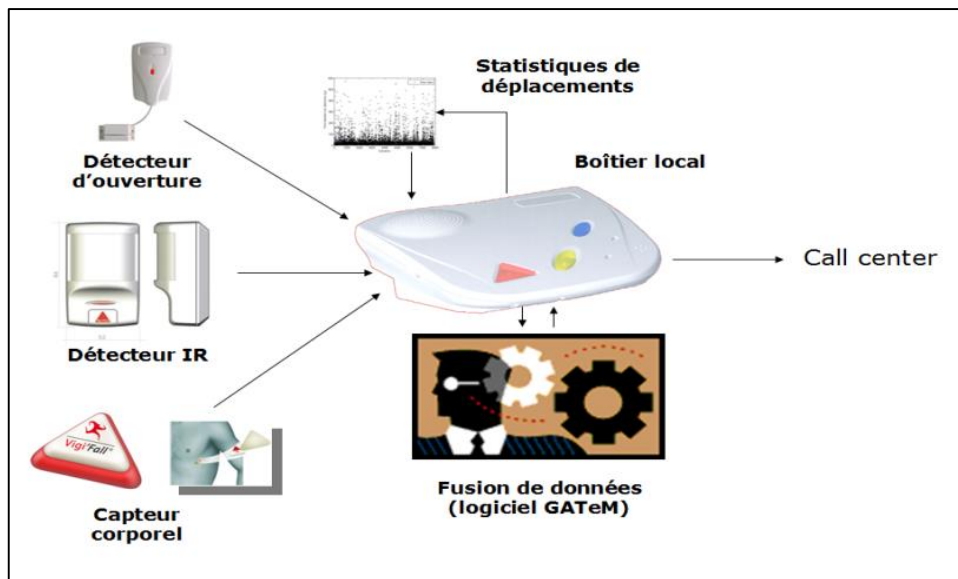 Statistiques de
déplacements
Détecteur
d'ouverture
Boîtier local
Call center
Détecteur IR
Vigi'Fall
Capteur
corporel
Fusion de données
(logiciel GATeM)